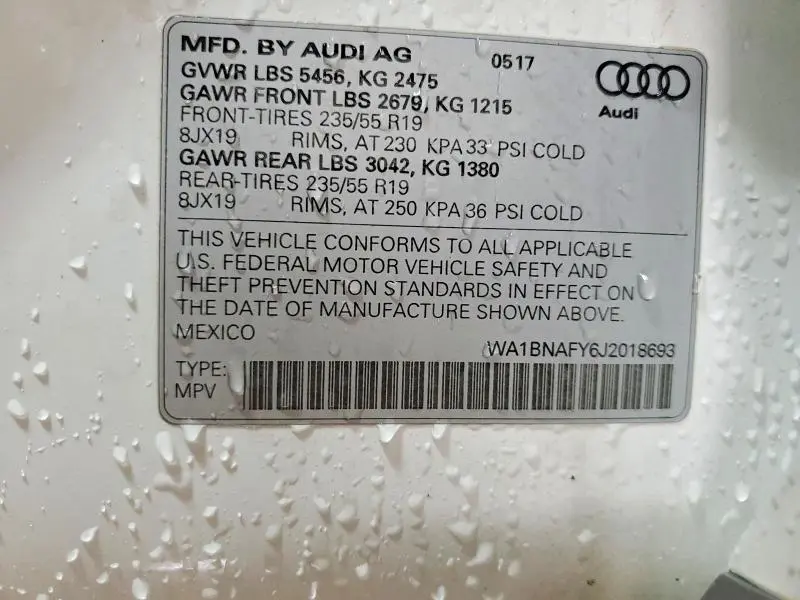 MFD. BY AUDI AG 0517
GVWR LBS 5456, KG 2475
GAWR FRONT LBS 2679, KG 1215
Audi
FRONT-TIRES 235/55 R19
8JX19 RIMS, AT 230 KPA 33 PSI COLD
GAWR REAR LBS 3042, KG 1380
REAR-TIRES 235/55 R19
8JX19 RIMS, AT 250 KPA 36 PSI COLD
THIS VEHICLE CONFORMS TO ALL APPLICABLE
U.S. FEDERAL MOTOR VEHICLE SAFETY AND
THEFT PREVENTION STANDARDS IN EFFECT ON
THE DATE OF MANUFACTURE SHOWN ABOVE.
MEXICO
WA1BNAFY6J2018693
TYPE:
MPV